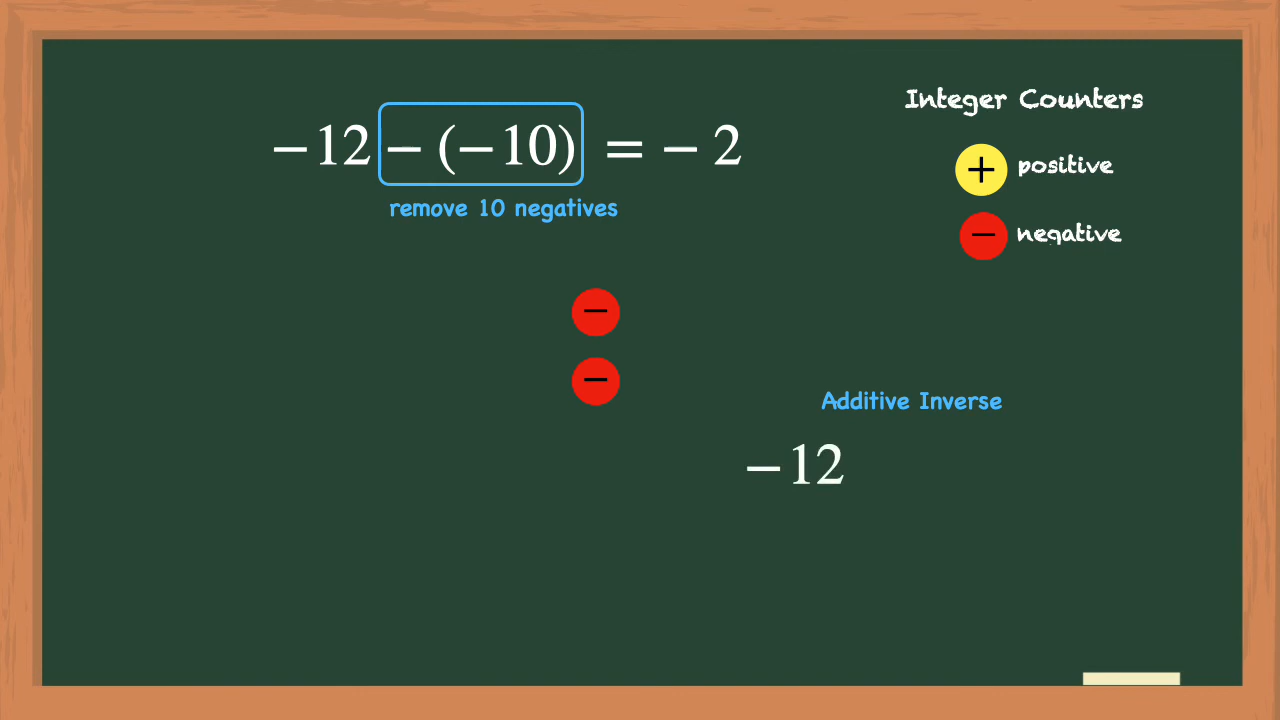 −12 − (−10) = − 2
remove 10 negatives
Integer Counters
+ positive
− negative
−
−
Additive Inverse
−12